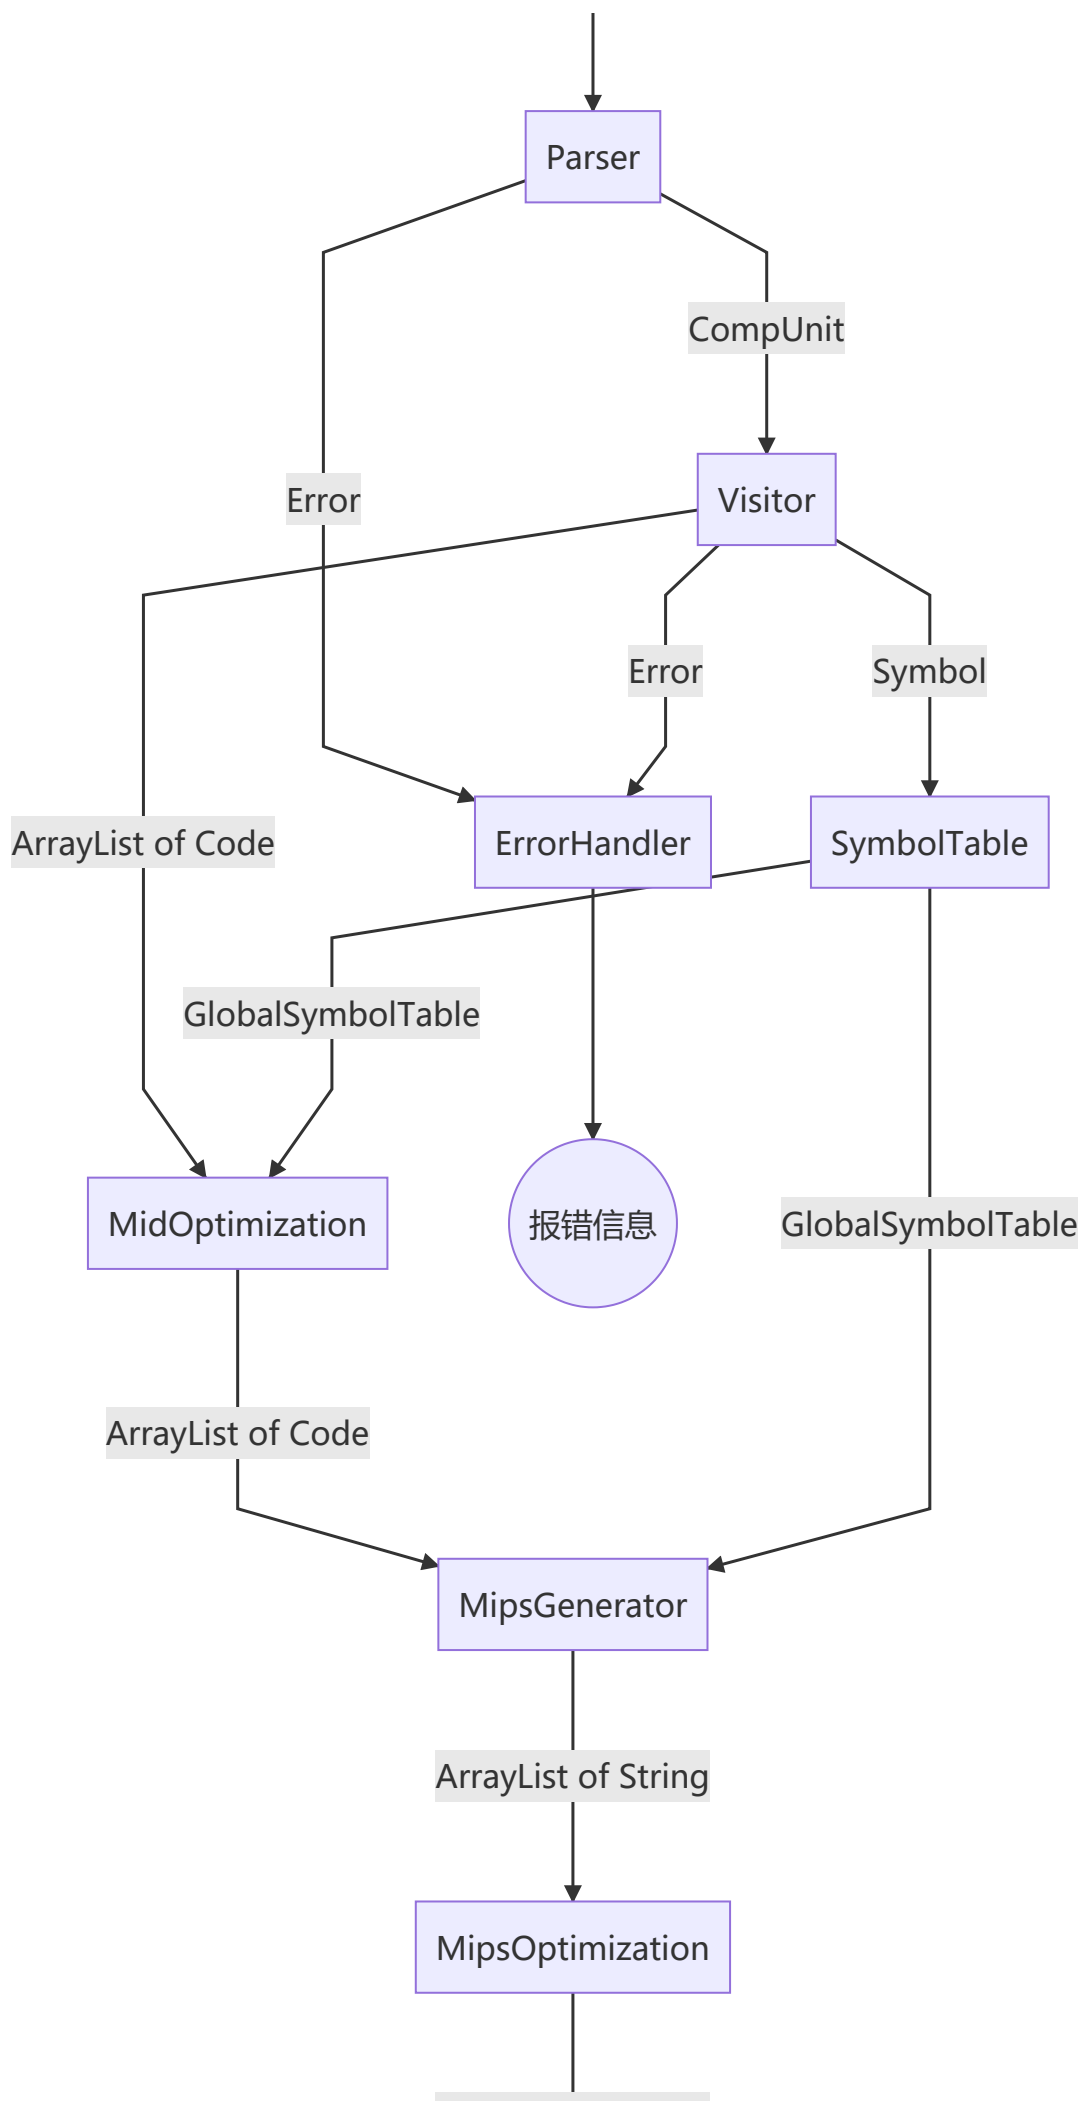 Parser
CompUnit
Error
Visitor
Error
Symbol
ArrayList of Code
ErrorHandler
SymbolTable
GlobalSymbolTable
MidOptimization
报错信息
GlobalSymbolTable
ArrayList of Code
MipsGenerator
ArrayList of String
MipsOptimization